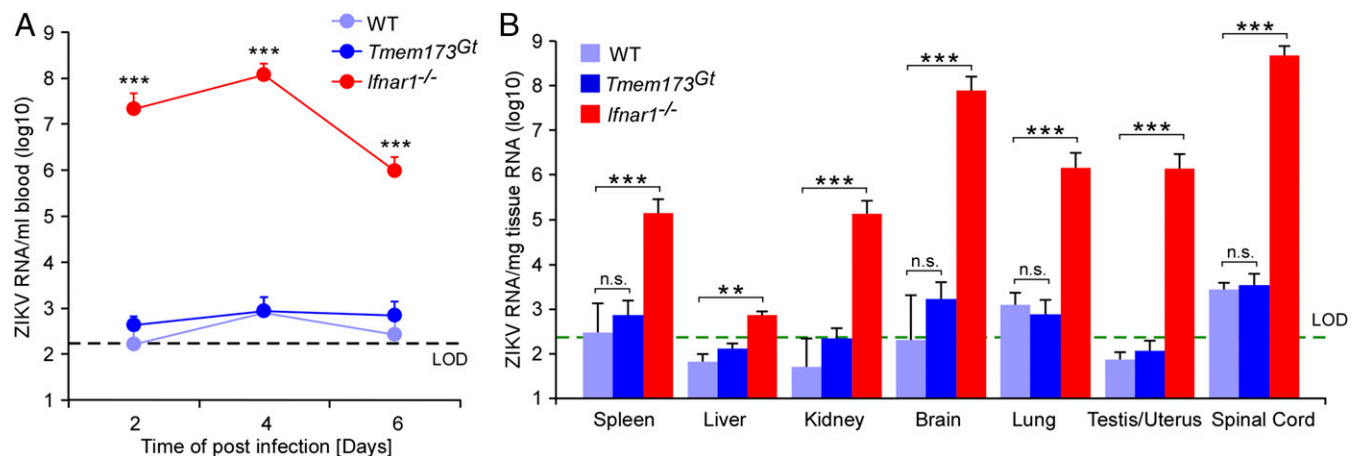 A
WT
Tmem173Gt
Ifnar1-/-
ZIKV RNA/ml blood (log10)
9
8
7
6
5
4
3
2
1
***
***
***
LOD
2
4
6
Time of post infection [Days]
B
WT
Tmem173Gt
Ifnar1-/-
ZIKV RNA/mg tissue RNA (log10)
9
8
7
6
5
4
3
2
1
***
n.s.
**
***
***
n.s.
***
n.s.
***
***
n.s.
LOD
Spleen
Liver
Kidney
Brain
Lung
Testis/Uterus
Spinal Cord